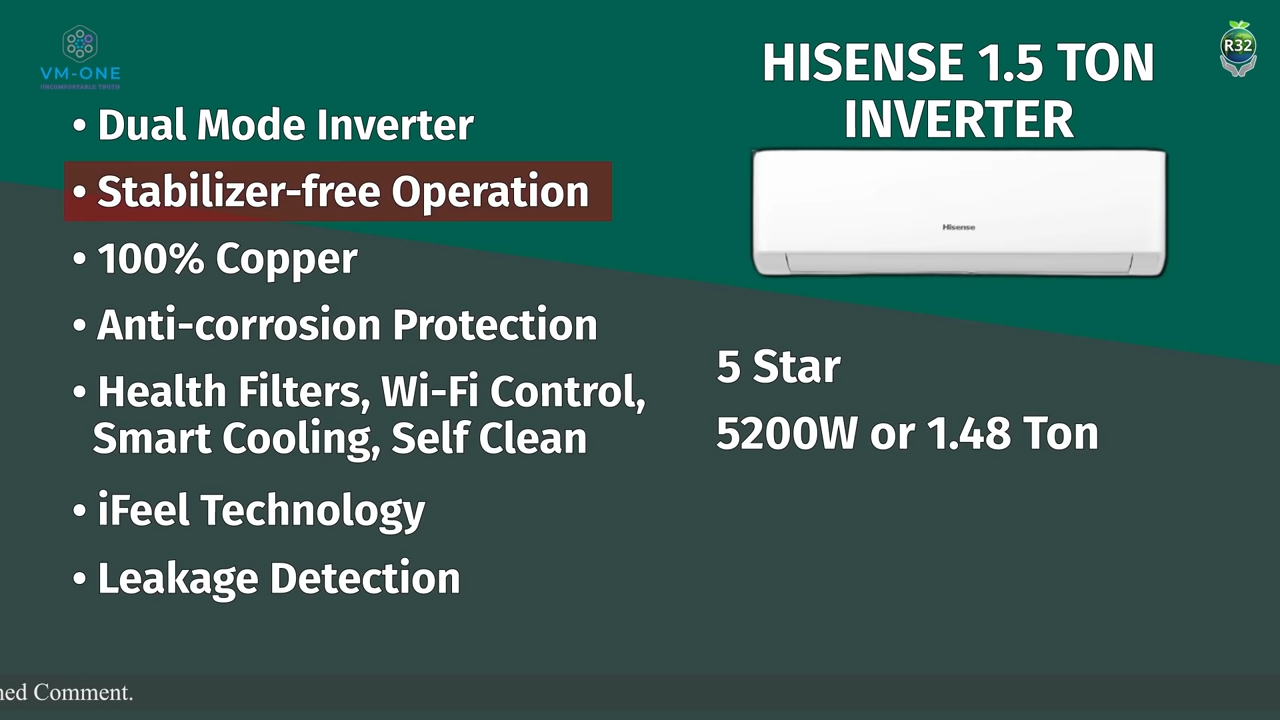 VM-ONE
UNCOMFORTABLE TRUTH
• Dual Mode Inverter
• Stabilizer-free Operation
• 100% Copper
• Anti-corrosion Protection
• Health Filters, Wi-Fi Control,
Smart Cooling, Self Clean
• iFeel Technology
• Leakage Detection
HISENSE 1.5 TON
INVERTER
R32
Hisense
5 Star
5200W or 1.48 Ton
Comment.